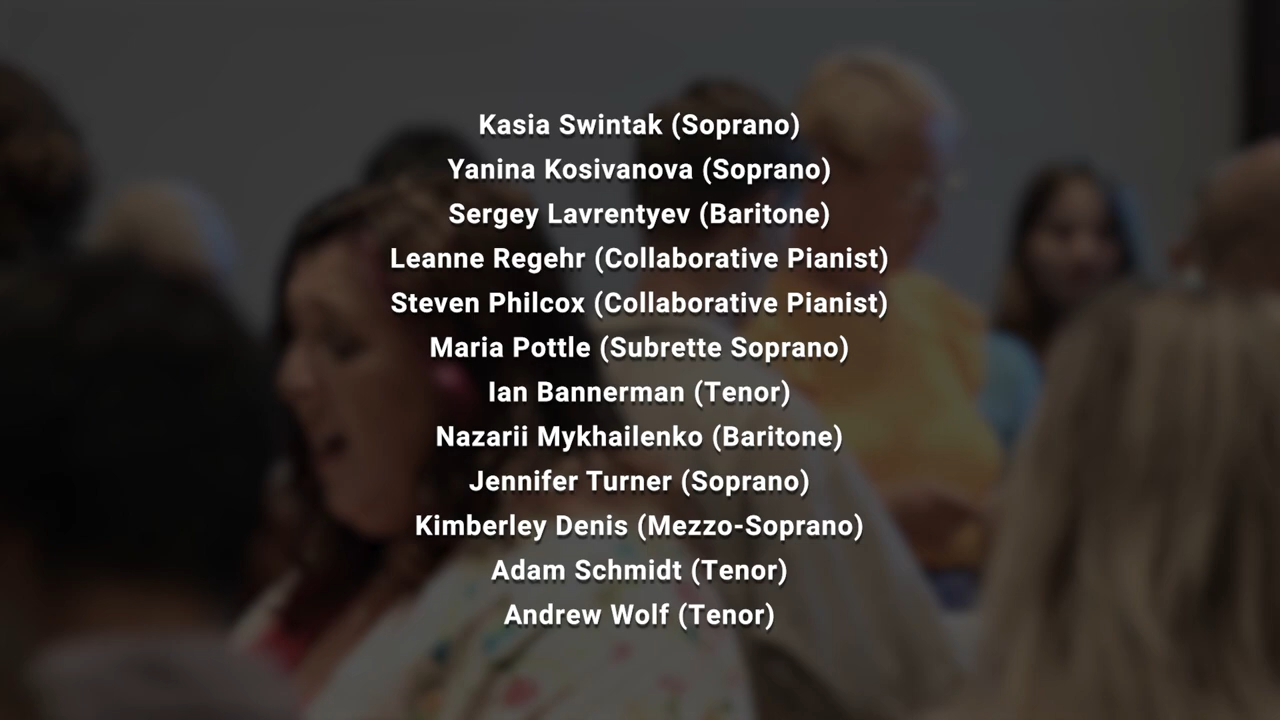 Kasia Swintak (Soprano)
Yanina Kosivanova (Soprano)
Sergey Lavrentyev (Baritone)
Leanne Regehr (Collaborative Pianist)
Steven Philcox (Collaborative Pianist)
Maria Pottle (Subrette Soprano)
Ian Bannerman (Tenor)
Nazarii Mykhailenko (Baritone)
Jennifer Turner (Soprano)
Kimberley Denis (Mezzo-Soprano)
Adam Schmidt (Tenor)
Andrew Wolf (Tenor)